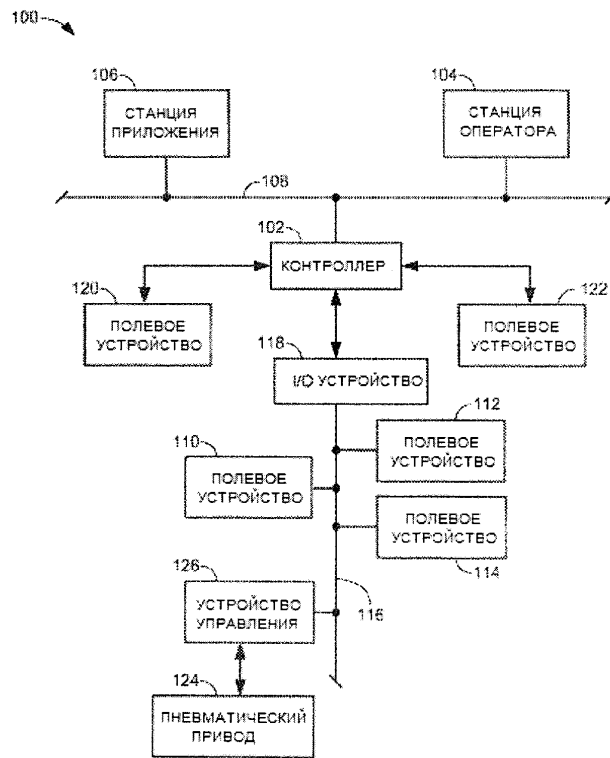 100
106
СТАНЦИЯ
ПРИЛОЖЕНИЯ
104
СТАНЦИЯ
ОПЕРАТОРА
108
102
КОНТРОЛЛЕР
120
ПОЛЕВОЕ
УСТРОЙСТВО
122
ПОЛЕВОЕ
УСТРОЙСТВО
118
I/O УСТРОЙСТВО
112
ПОЛЕВОЕ
УСТРОЙСТВО
110
ПОЛЕВОЕ
УСТРОЙСТВО
ПОЛЕВОЕ
УСТРОЙСТВО
114
126
УСТРОЙСТВО
УПРАВЛЕНИЯ
116
124
ПНЕВМАТИЧЕСКИЙ
ПРИВОД